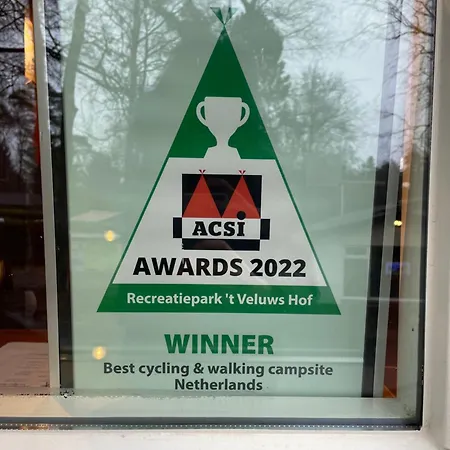 ACSI
AWARDS 2022
Recreatiepark 't Veluws Hof
WINNER
Best cycling & walking campsite
Netherlands